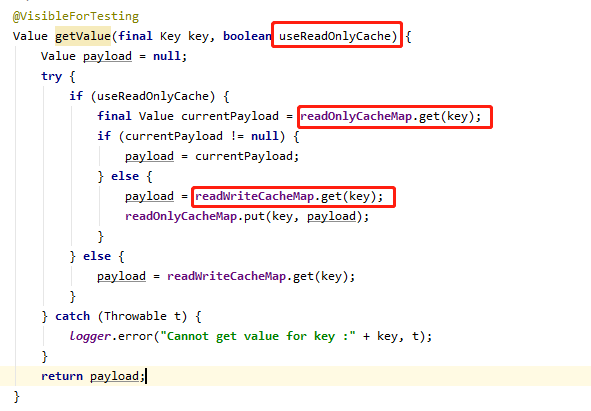 @VisibleForTesting
Value getValue(final Key key, boolean useReadOnlyCache) {
    Value payload = null;
    try {
        if (useReadOnlyCache) {
            final Value currentPayload = readOnlyCacheMap.get(key);
            if (currentPayload != null) {
                payload = currentPayload;
            } else {
                payload = readWriteCacheMap.get(key);
                readOnlyCacheMap.put(key, payload);
            }
        } else {
            payload = readWriteCacheMap.get(key);
        }
    } catch (Throwable t) {
        logger.error("Cannot get value for key :" + key, t);
    }
    return payload;
}